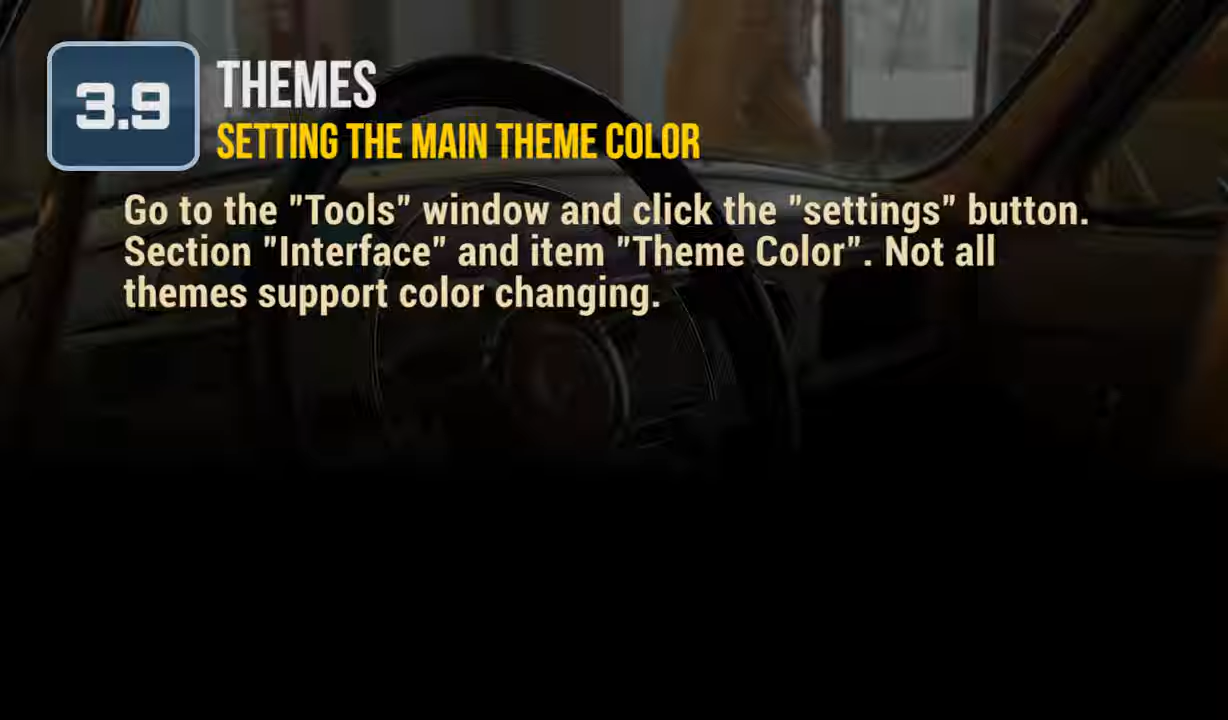 3.9
THEMES
SETTING THE MAIN THEME COLOR
Go to the "Tools" window and click the "settings" button.
Section "Interface" and item "Theme Color". Not all
themes support color changing.